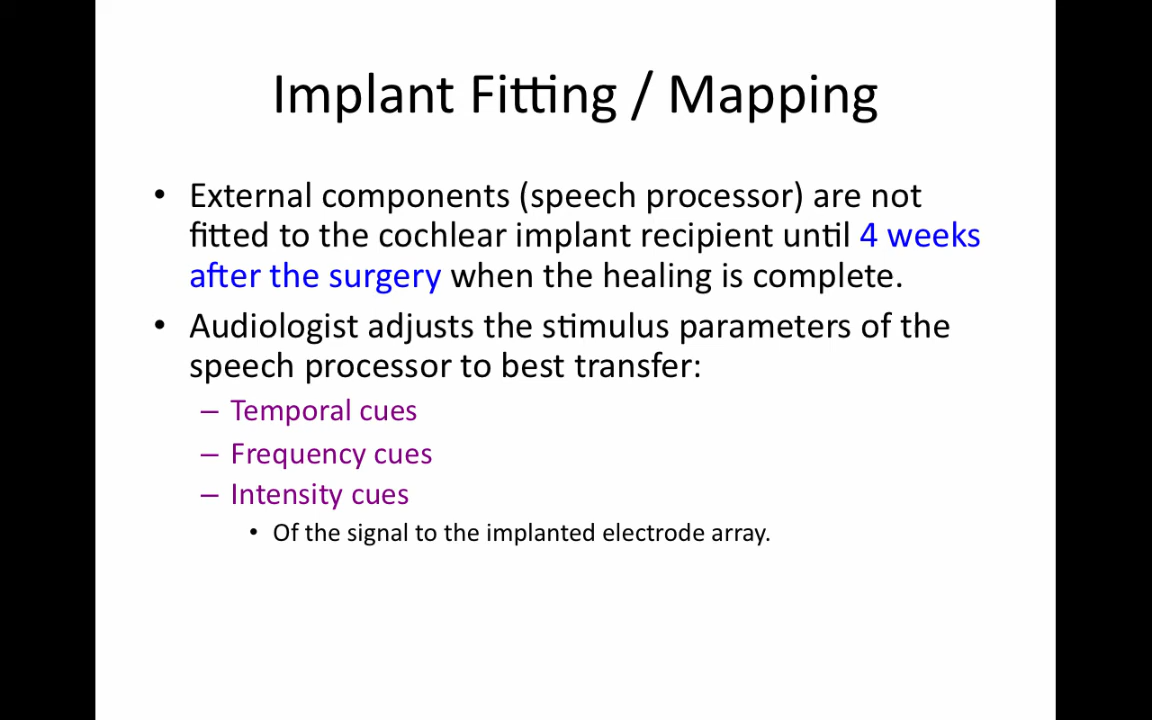 Implant Fitting / Mapping
• External components (speech processor) are not
fitted to the cochlear implant recipient until 4 weeks
after the surgery when the healing is complete.
• Audiologist adjusts the stimulus parameters of the
speech processor to best transfer:
– Temporal cues
– Frequency cues
– Intensity cues
• Of the signal to the implanted electrode array.